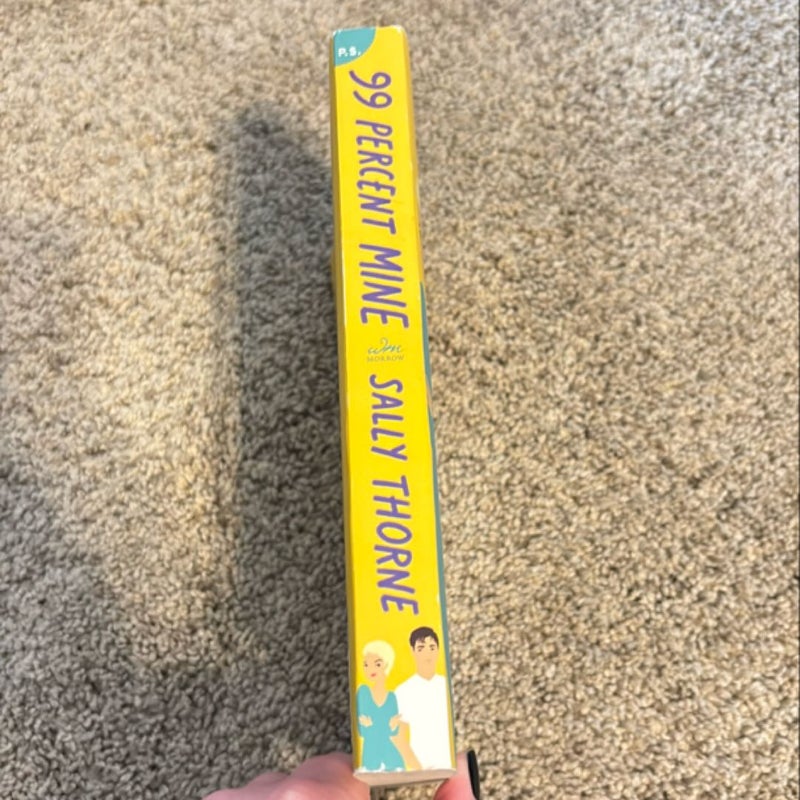 P.S.
99 PERCENT MINE
wm
MORROW
SALLY THORNE